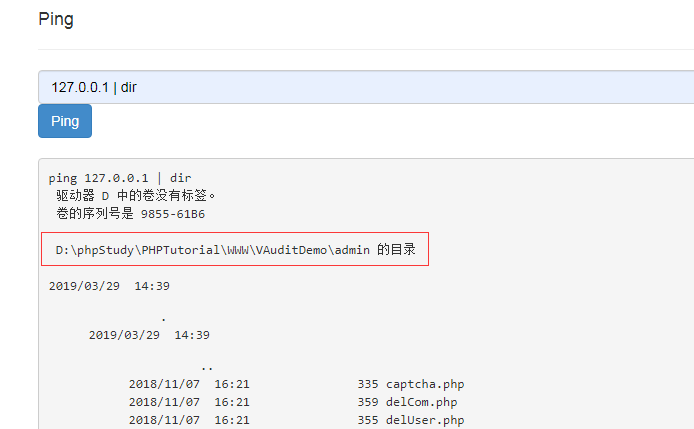 Ping
127.0.0.1 | dir
Ping
ping 127.0.0.1 | dir
驱动器 D 中的卷没有标签。
卷的序列号是 9855-61B6
D:\phpStudy\PHPTutorial\WWW\VAuditDemo\admin 的目录
2019/03/29  14:39
.
2019/03/29  14:39
..
2018/11/07  16:21               335 captcha.php
2018/11/07  16:21               359 delCom.php
2018/11/07  16:21               355 delUser.php